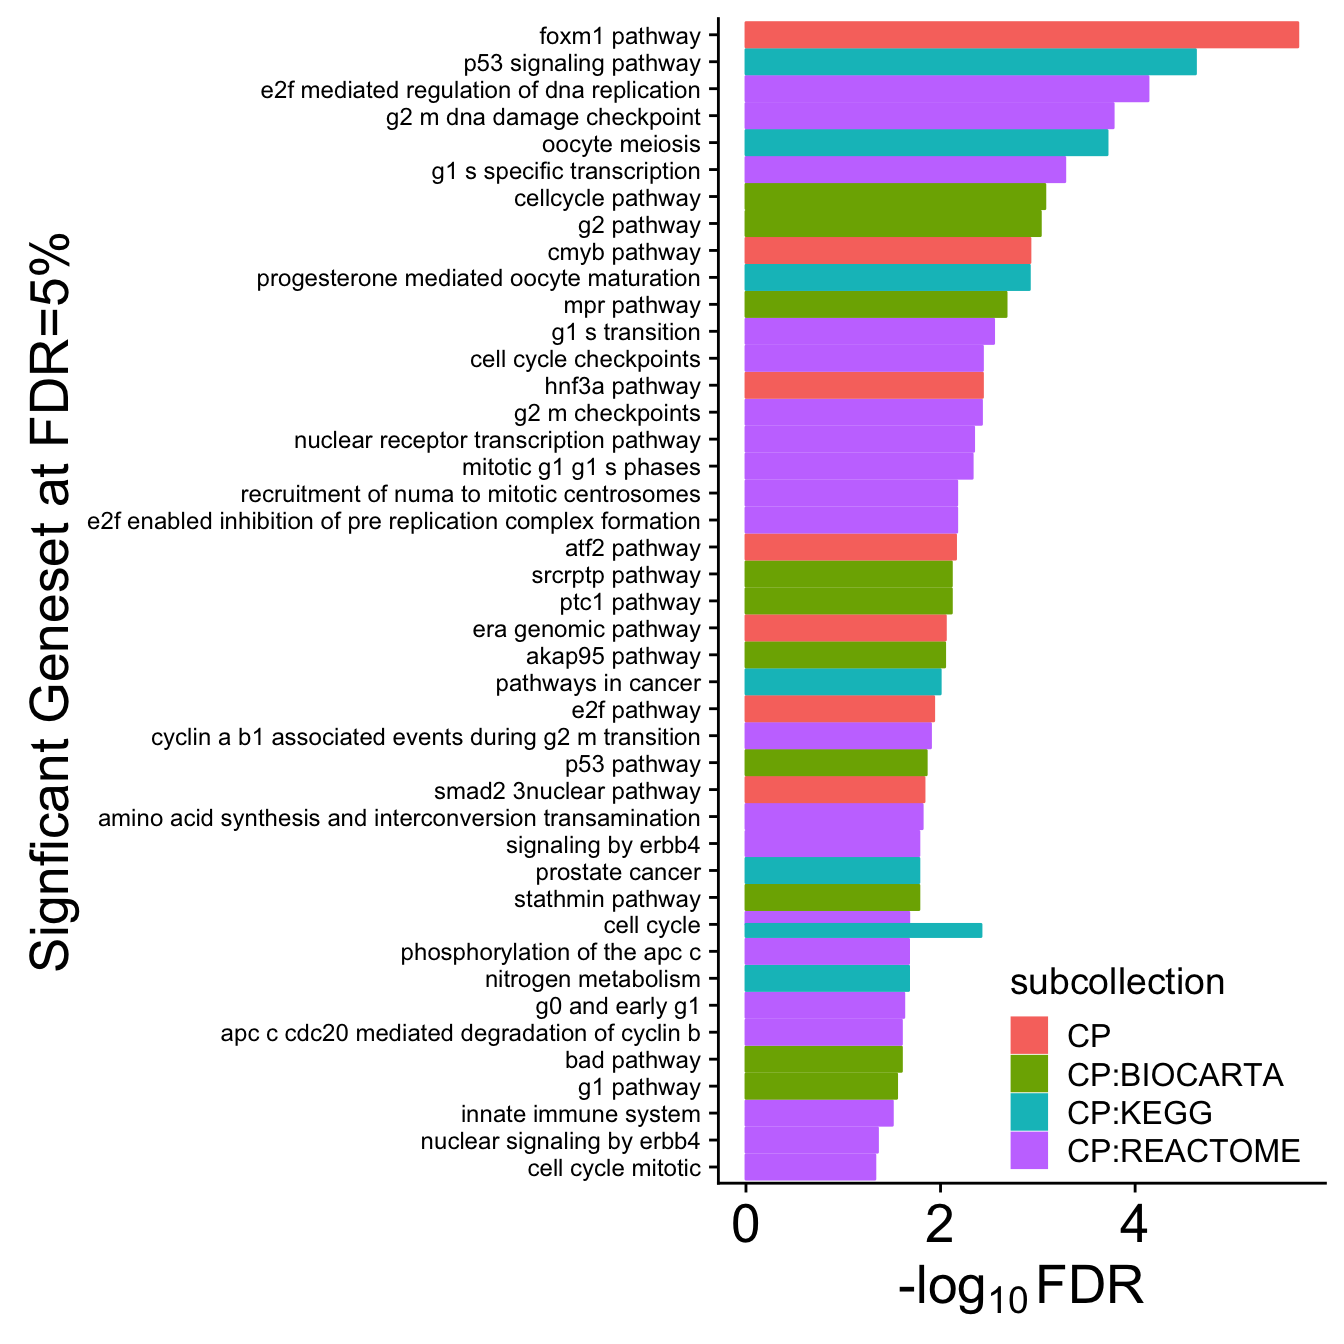 Signficant Geneset at FDR=5%
foxm1 pathway
p53 signaling pathway
e2f mediated regulation of dna replication
g2 m dna damage checkpoint
oocyte meiosis
g1 s specific transcription
cellcycle pathway
g2 pathway
cmyb pathway
progesterone mediated oocyte maturation
mpr pathway
g1 s transition
cell cycle checkpoints
hnf3a pathway
g2 m checkpoints
nuclear receptor transcription pathway
mitotic g1 g1 s phases
recruitment of numa to mitotic centrosomes
e2f enabled inhibition of pre replication complex formation
atf2 pathway
srcrptp pathway
ptc1 pathway
era genomic pathway
akap95 pathway
pathways in cancer
e2f pathway
cyclin a b1 associated events during g2 m transition
p53 pathway
smad2 3nuclear pathway
amino acid synthesis and interconversion transamination
signaling by erbb4
prostate cancer
stathmin pathway
cell cycle
phosphorylation of the apc c
nitrogen metabolism
g0 and early g1
apc c cdc20 mediated degradation of cyclin b
bad pathway
g1 pathway
innate immune system
nuclear signaling by erbb4
cell cycle mitotic
subcollection
CP
CP:BIOCARTA
CP:KEGG
CP:REACTOME
0 2 4
-log10 FDR